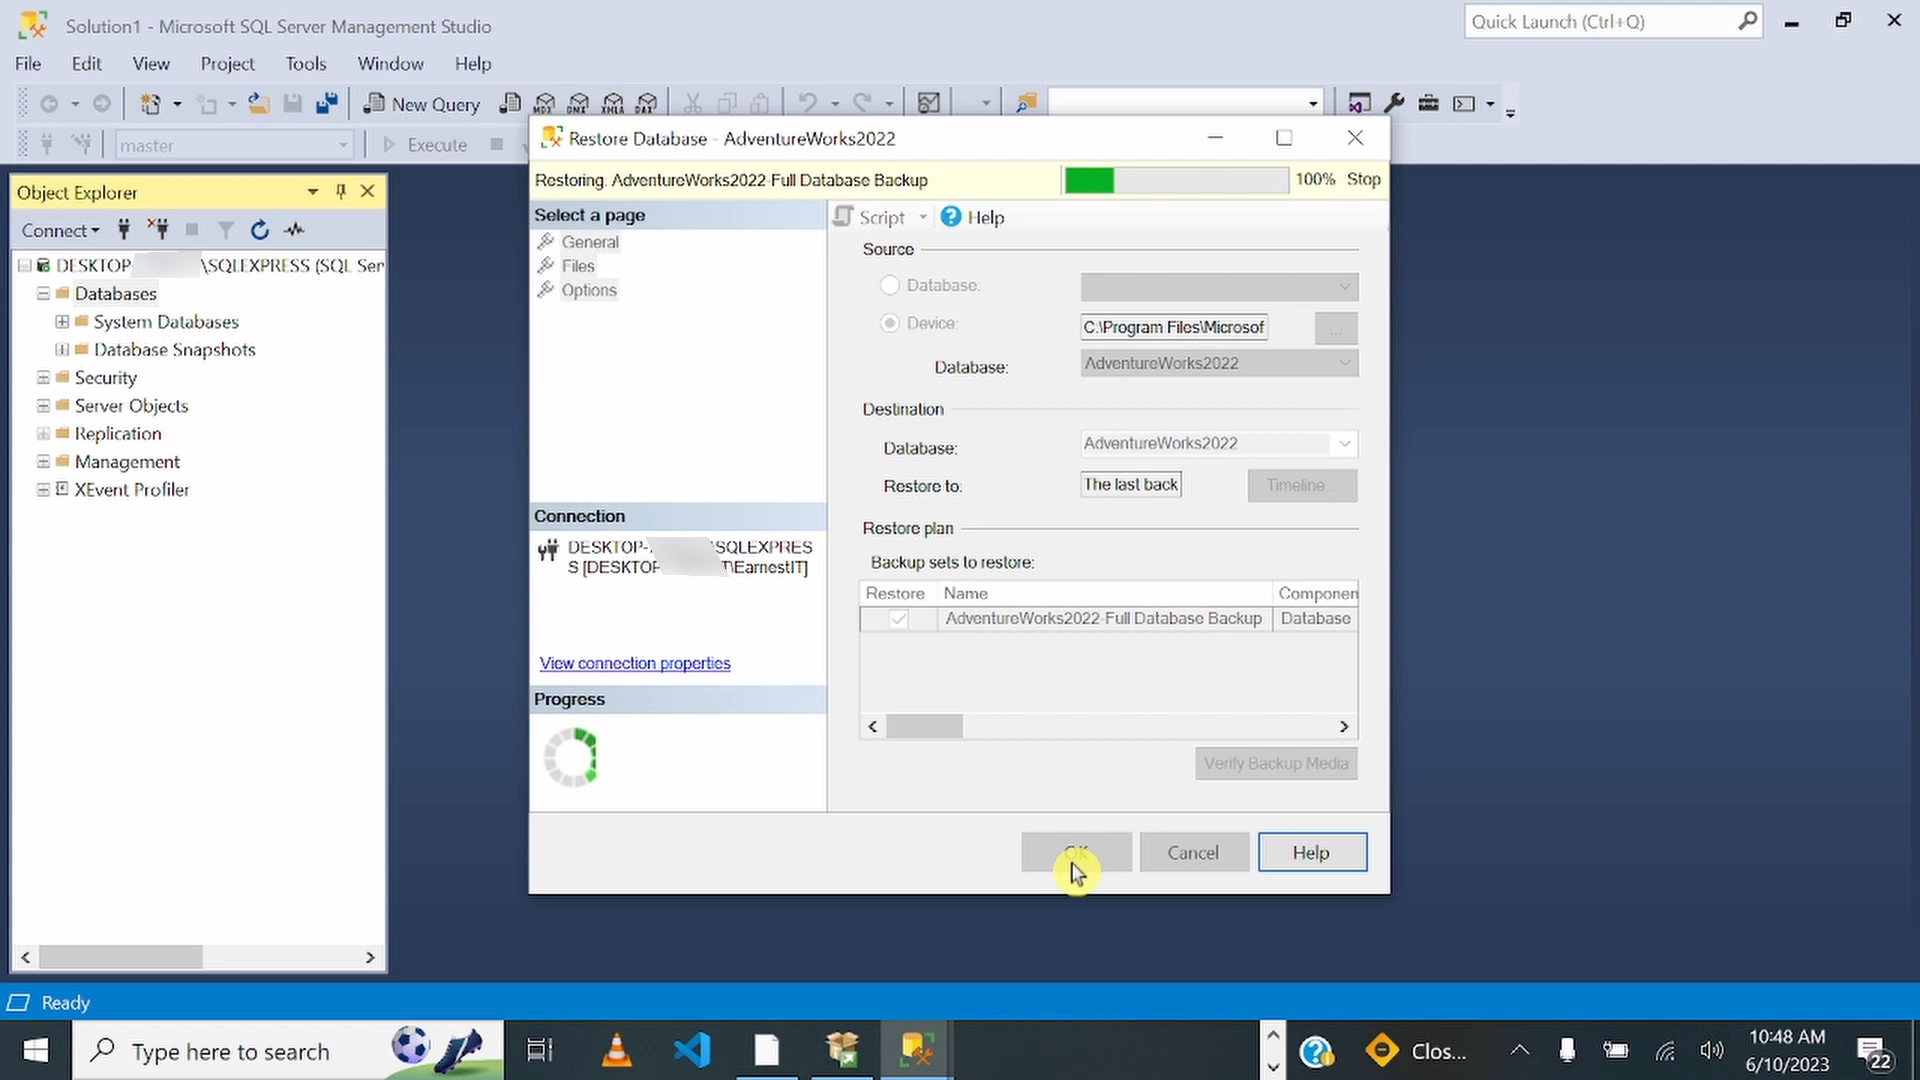 Solution1 - Microsoft SQL Server Management Studio
Quick Launch (Ctrl+Q)
File Edit View Project Tools Window Help
New Query MDX DMX XMLA DAX
master Execute
Restore Database - AdventureWorks2022
Restoring: AdventureWorks2022-Full Database Backup 100% Stop
Object Explorer
Connect
DESKTOP- \SQLEXPRESS (SQL Ser
Databases
System Databases
Database Snapshots
Security
Server Objects
Replication
Management
XEvent Profiler
Select a page
General
Files
Options
Connection
DESKTOP- \SQLEXPRES
S [DESKTOP T\EarnestIT]
View connection properties
Progress
Script Help
Source
Database:
Device: C:\Program Files\Microsof ...
Database: AdventureWorks2022
Destination
Database: AdventureWorks2022
Restore to: The last back Timeline...
Restore plan
Backup sets to restore:
Restore Name Componen
AdventureWorks2022-Full Database Backup Database
Verify Backup Media
OK Cancel Help
Ready
Type here to search
Clos...
10:48 AM
6/10/2023
22